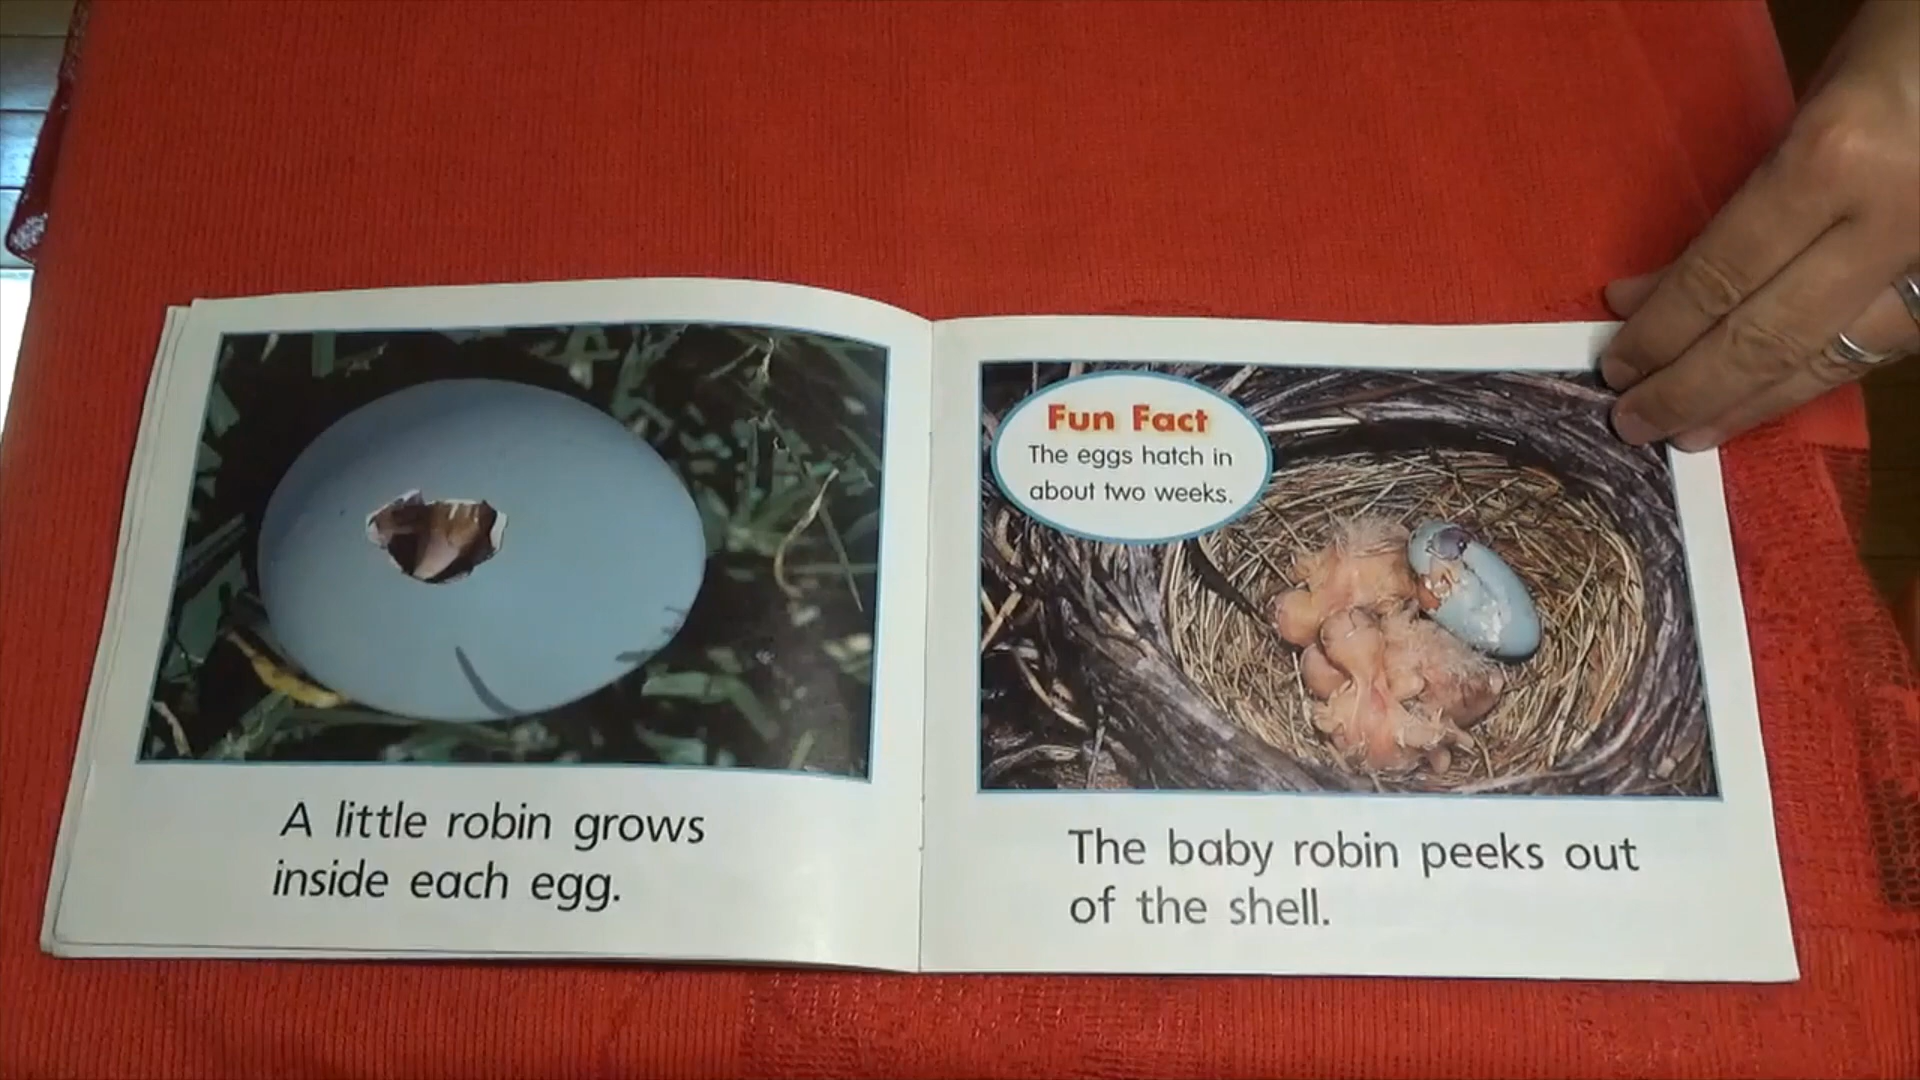 A little robin grows
inside each egg.
Fun Fact
The eggs hatch in
about two weeks.
The baby robin peeks out
of the shell.